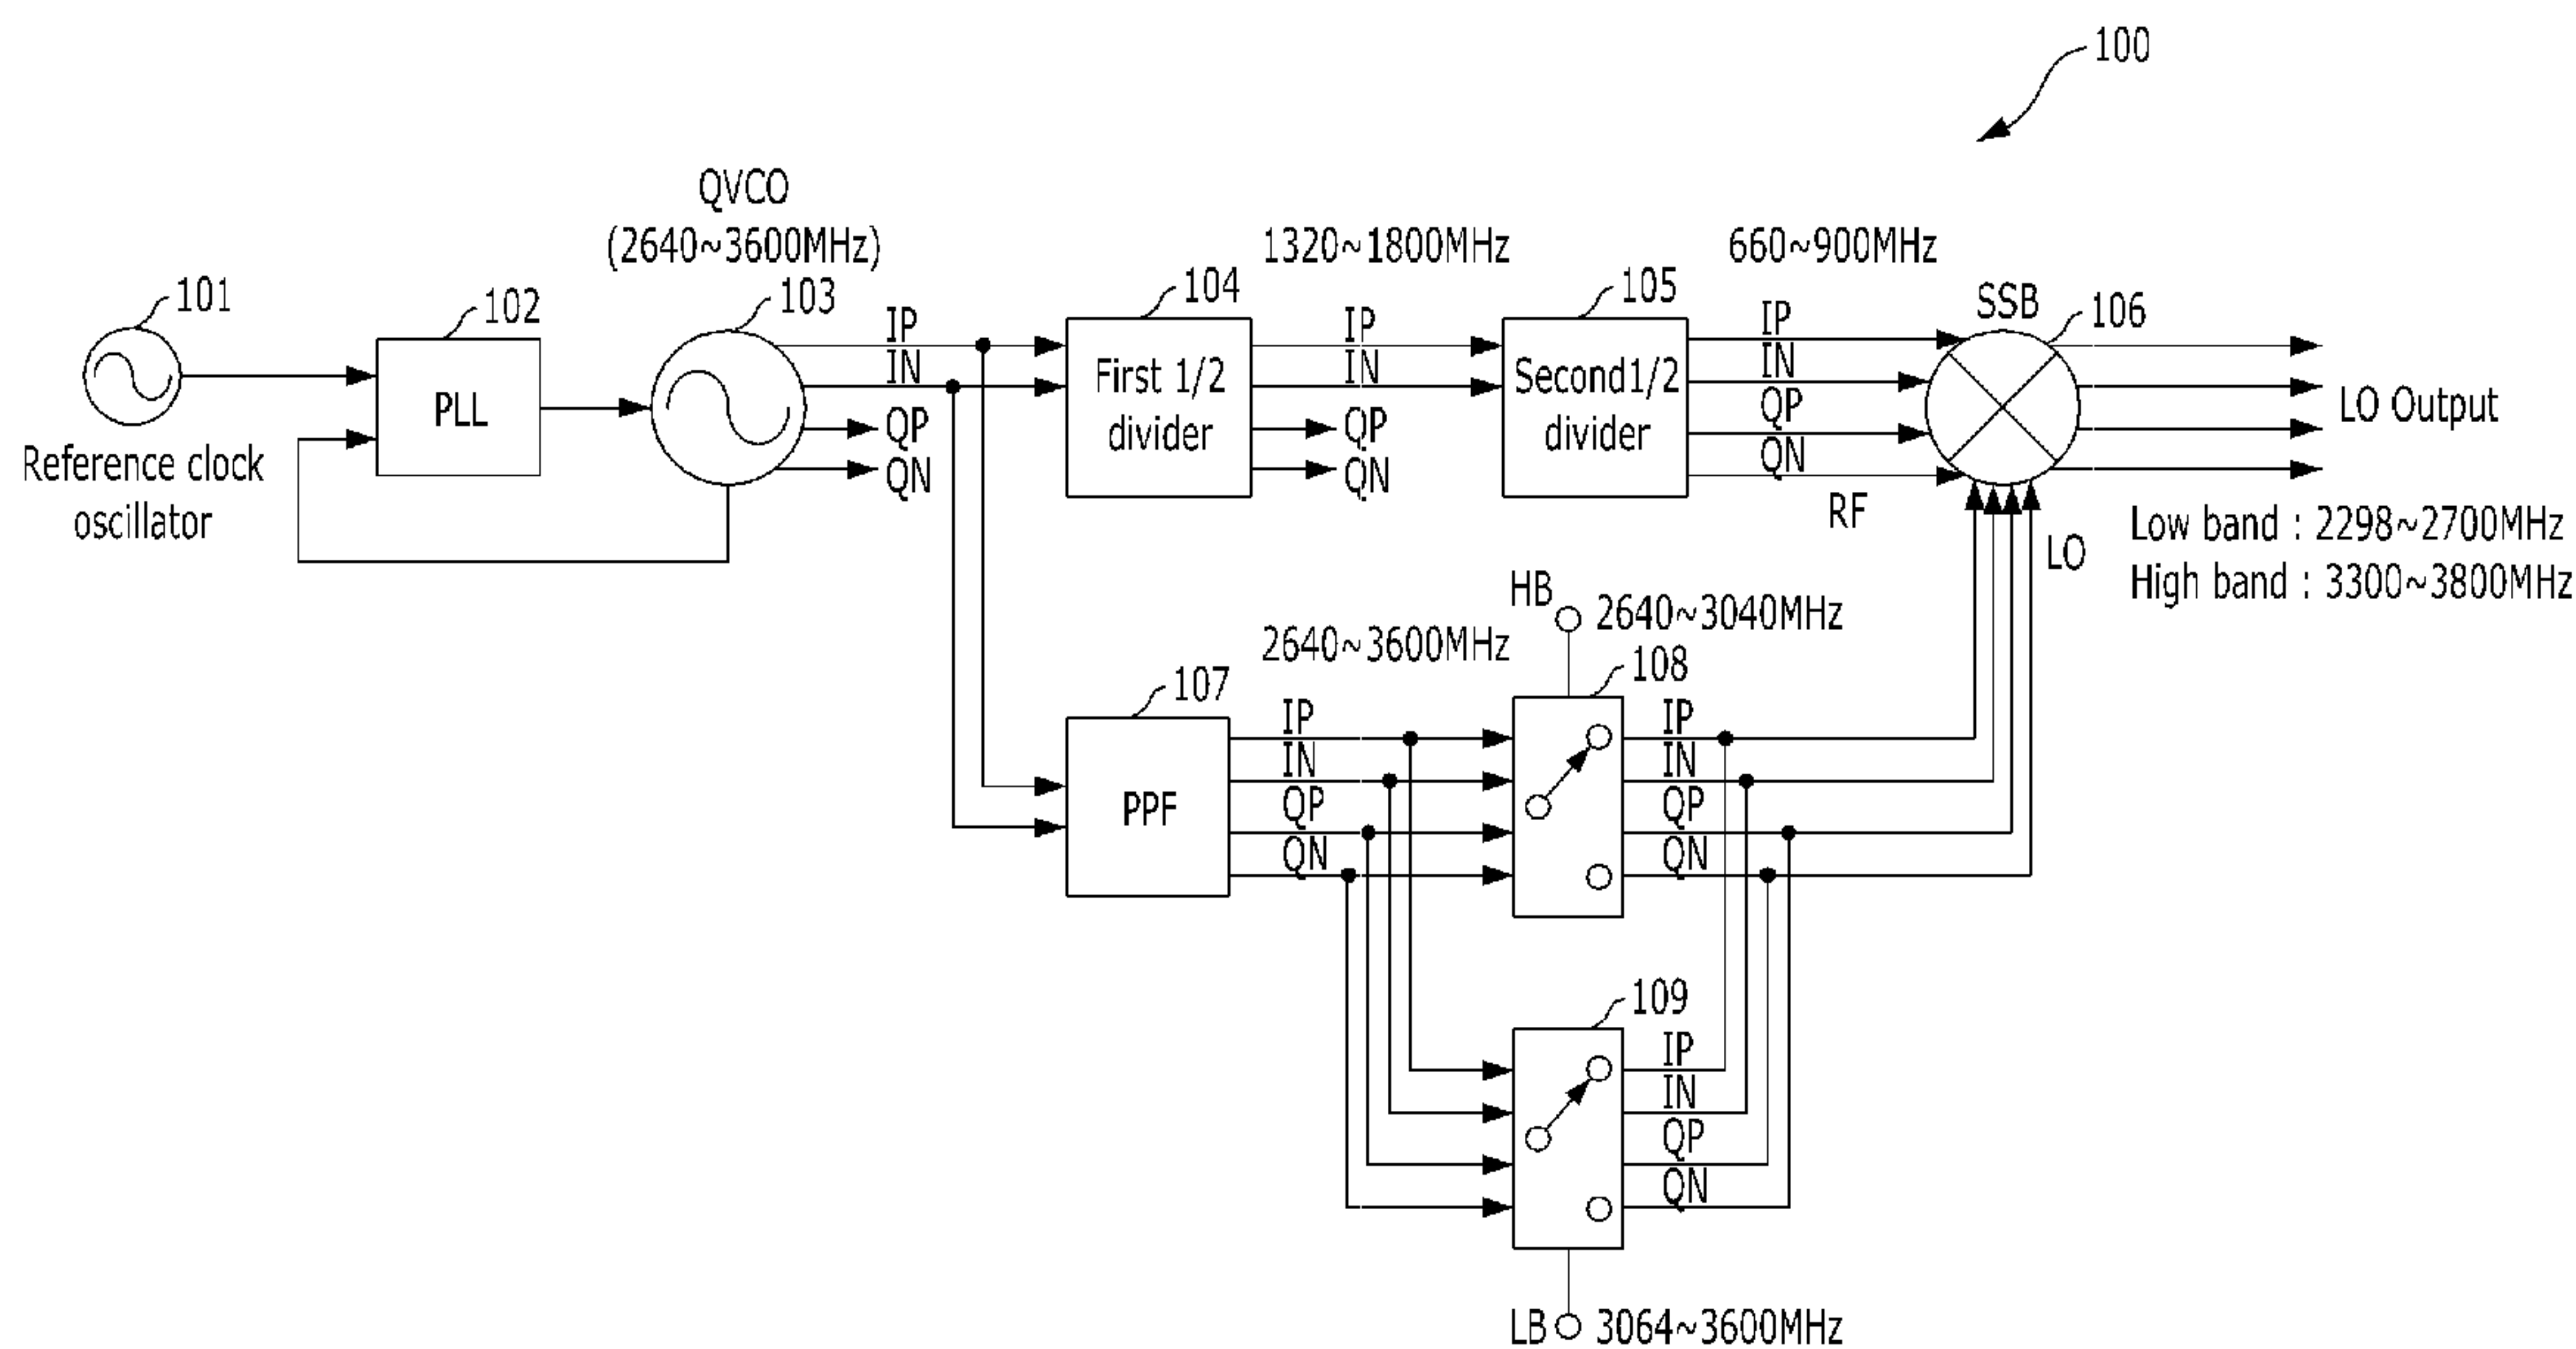 100
QVCO
(2640~3600MHz)
1320~1800MHz
660~900MHz
101
102
103
104
105
SSB
106
IP
IN
QP
QN
IP
IN
QP
QN
IP
IN
QP
QN
PLL
First 1/2
divider
Second1/2
divider
LO Output
Reference clock
oscillator
RF
LO
Low band : 2298~2700MHz
High band : 3300~3800MHz
HB
2640~3040MHz
2640~3600MHz
107
108
PPF
IP
IN
QP
QN
IP
IN
QP
QN
109
IP
IN
QP
QN
LB
3064~3600MHz